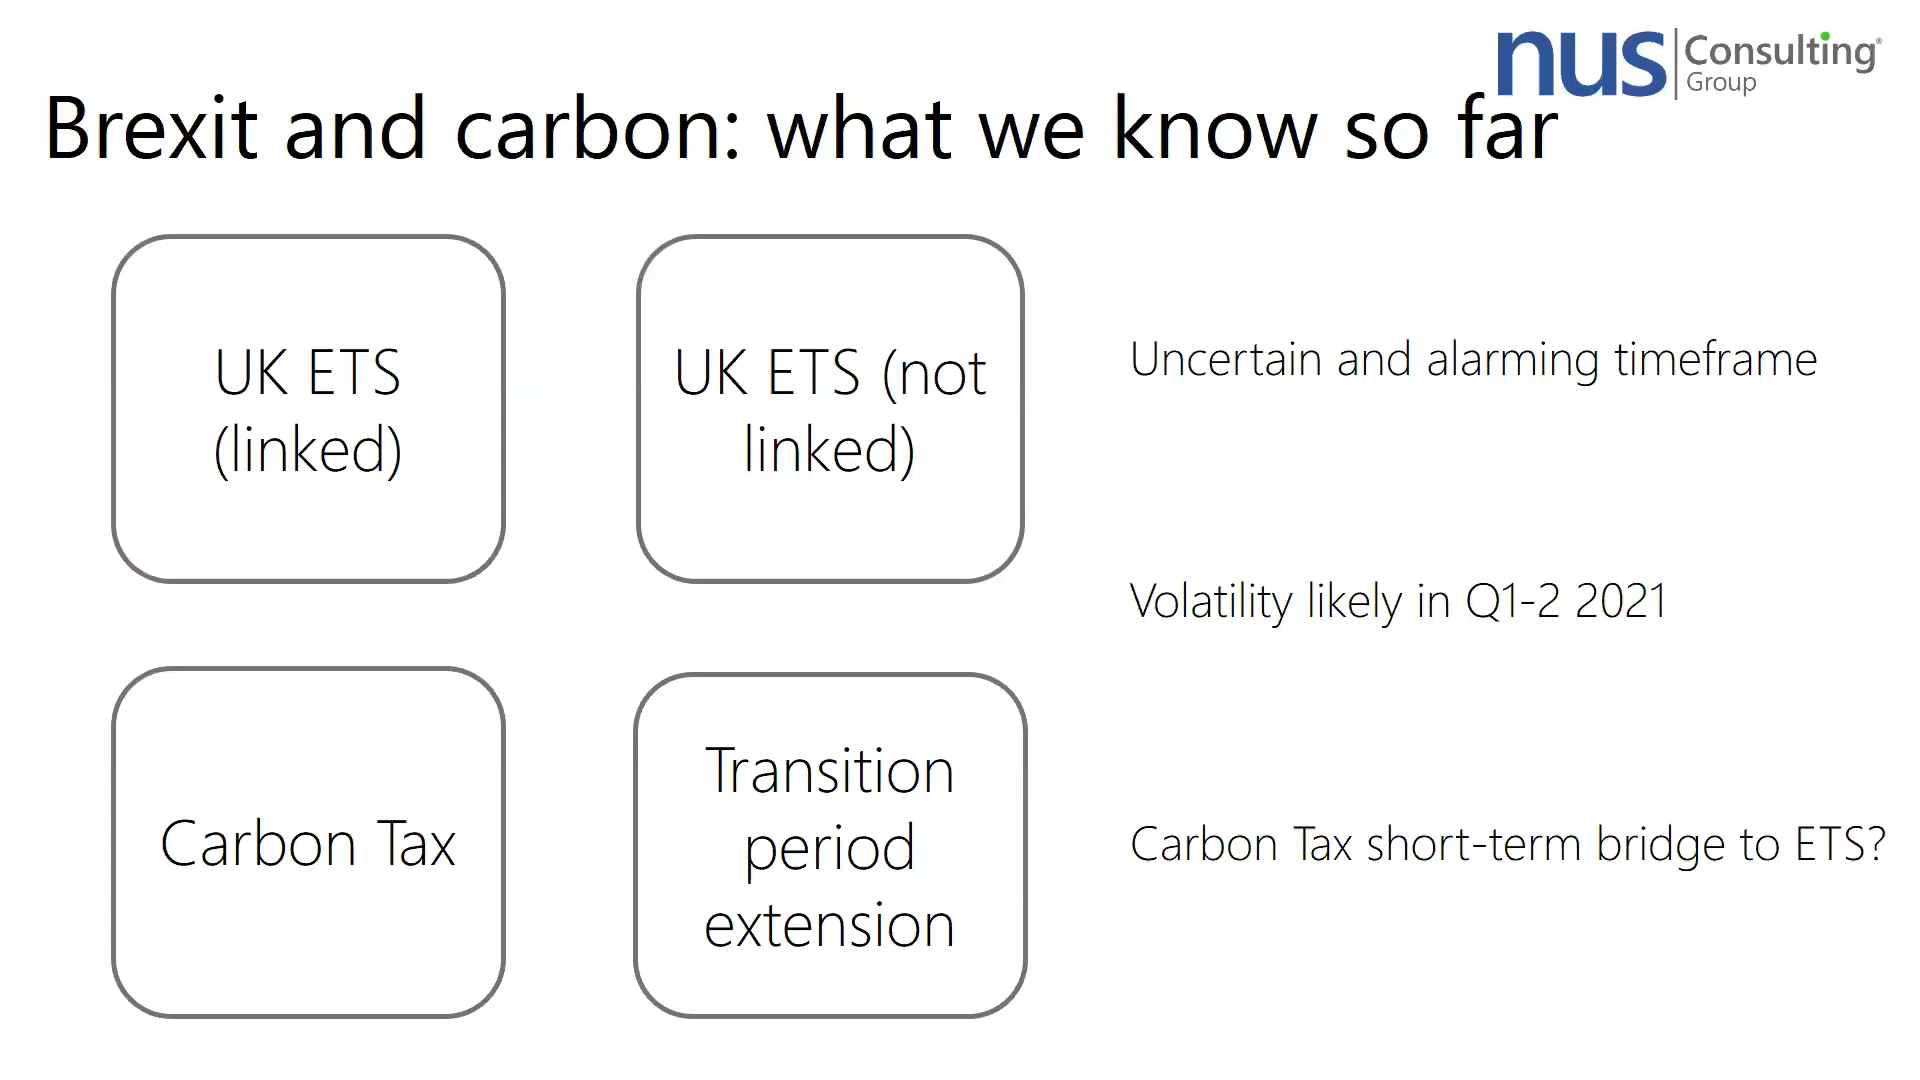 nus Consulting®
Group
Brexit and carbon: what we know so far
UK ETS
(linked)
UK ETS (not
linked)
Carbon Tax
Transition
period
extension
Uncertain and alarming timeframe
Volatility likely in Q1-2 2021
Carbon Tax short-term bridge to ETS?